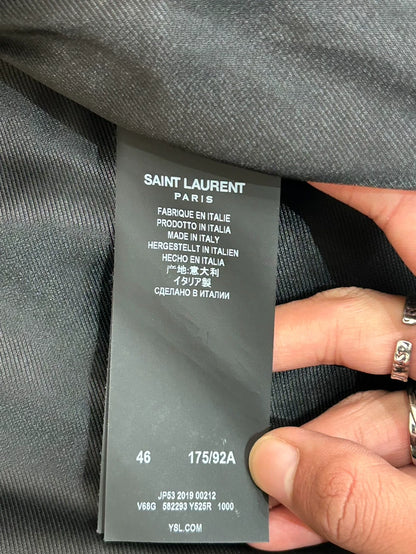 SAINT LAURENT
PARIS
FABRIQUE EN ITALIE
PRODOTTO IN ITALIA
MADE IN ITALY
HERGESTELLT IN ITALIEN
HECHO EN ITALIA
产地:意大利
イタリア製
СДЕЛАНО В ИТАЛИИ
46 175/92A
JP53 2019 00212
V68G 582293 Y525R 1000
YSL.COM